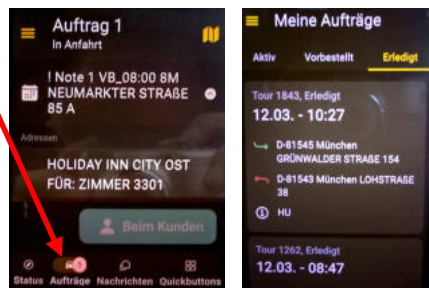 Auftrag 1
In Anfahrt
! Note 1 VB_08:00 8M
NEUMARKTER STRAßE
85 A
Adressen
HOLIDAY INN CITY OST
FÜR: ZIMMER 3301
Beim Kunden
1
Status Aufträge Nachrichten Quickbuttons
Meine Aufträge
Aktiv Vorbestellt Erledigt
Tour 1843, Erledigt
12.03. - 10:27
D-81545 München
GRÜNWALDER STRAßE 154
D-81543 München LOHSTRAßE
38
HU
Tour 1262, Erledigt
12.03. - 08:47